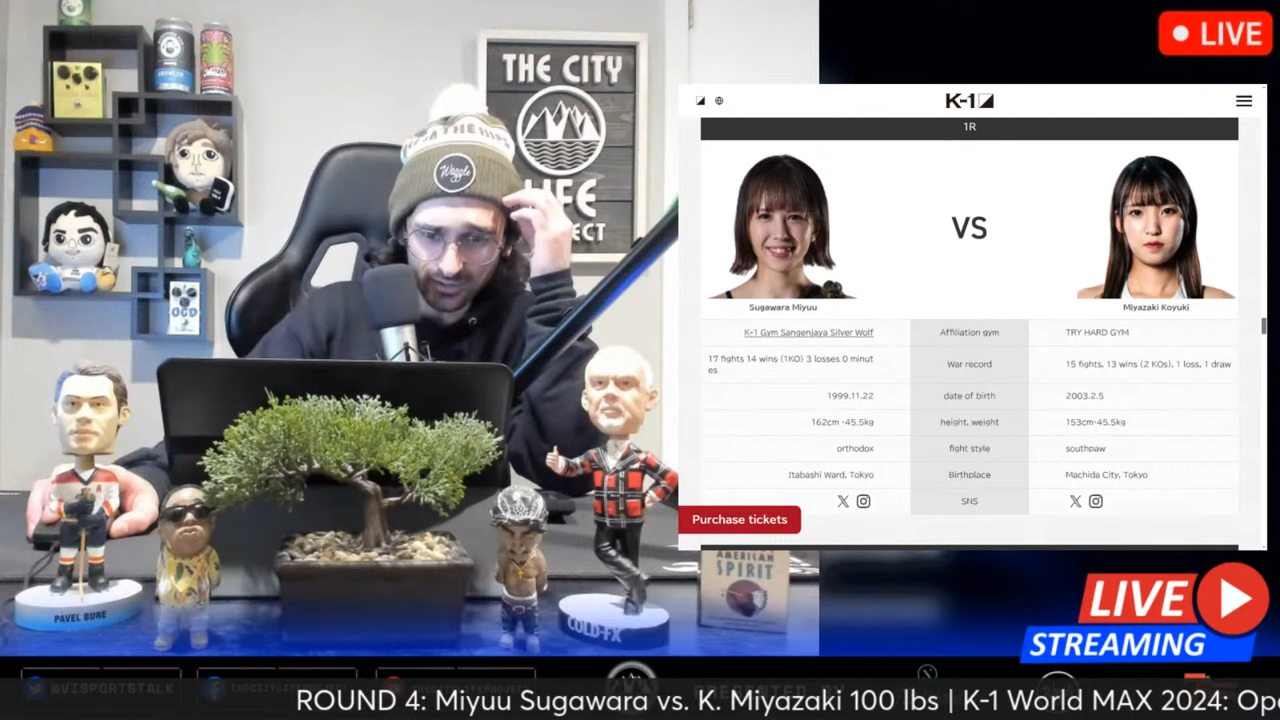 LIVE
THE CITY
LIFE
Waggle
OCD
PAVEL BURE
COLD-FX
AMERICAN
SPIRIT
K-1
1R
VS
Sugawara Miyuu
Miyazaki Koyuki
K-1 Gym Sangenjaya Silver Wolf
Affiliation gym
TRY HARD GYM
17 fights 14 wins (1KO) 3 losses 0 minut
es
War record
15 fights, 13 wins (2 KOs), 1 loss, 1 draw
1999.11.22
date of birth
2003.2.5
162cm -45.5kg
height, weight
153cm-45.5kg
orthodox
fight style
southpaw
Itabashi Ward, Tokyo
Birthplace
Machida City, Tokyo
SNS
Purchase tickets
LIVE
STREAMING
@VISPORTSTALK
ROUND 4: Miyuu Sugawara vs. K. Miyazaki 100 lbs | K-1 World MAX 2024: Op